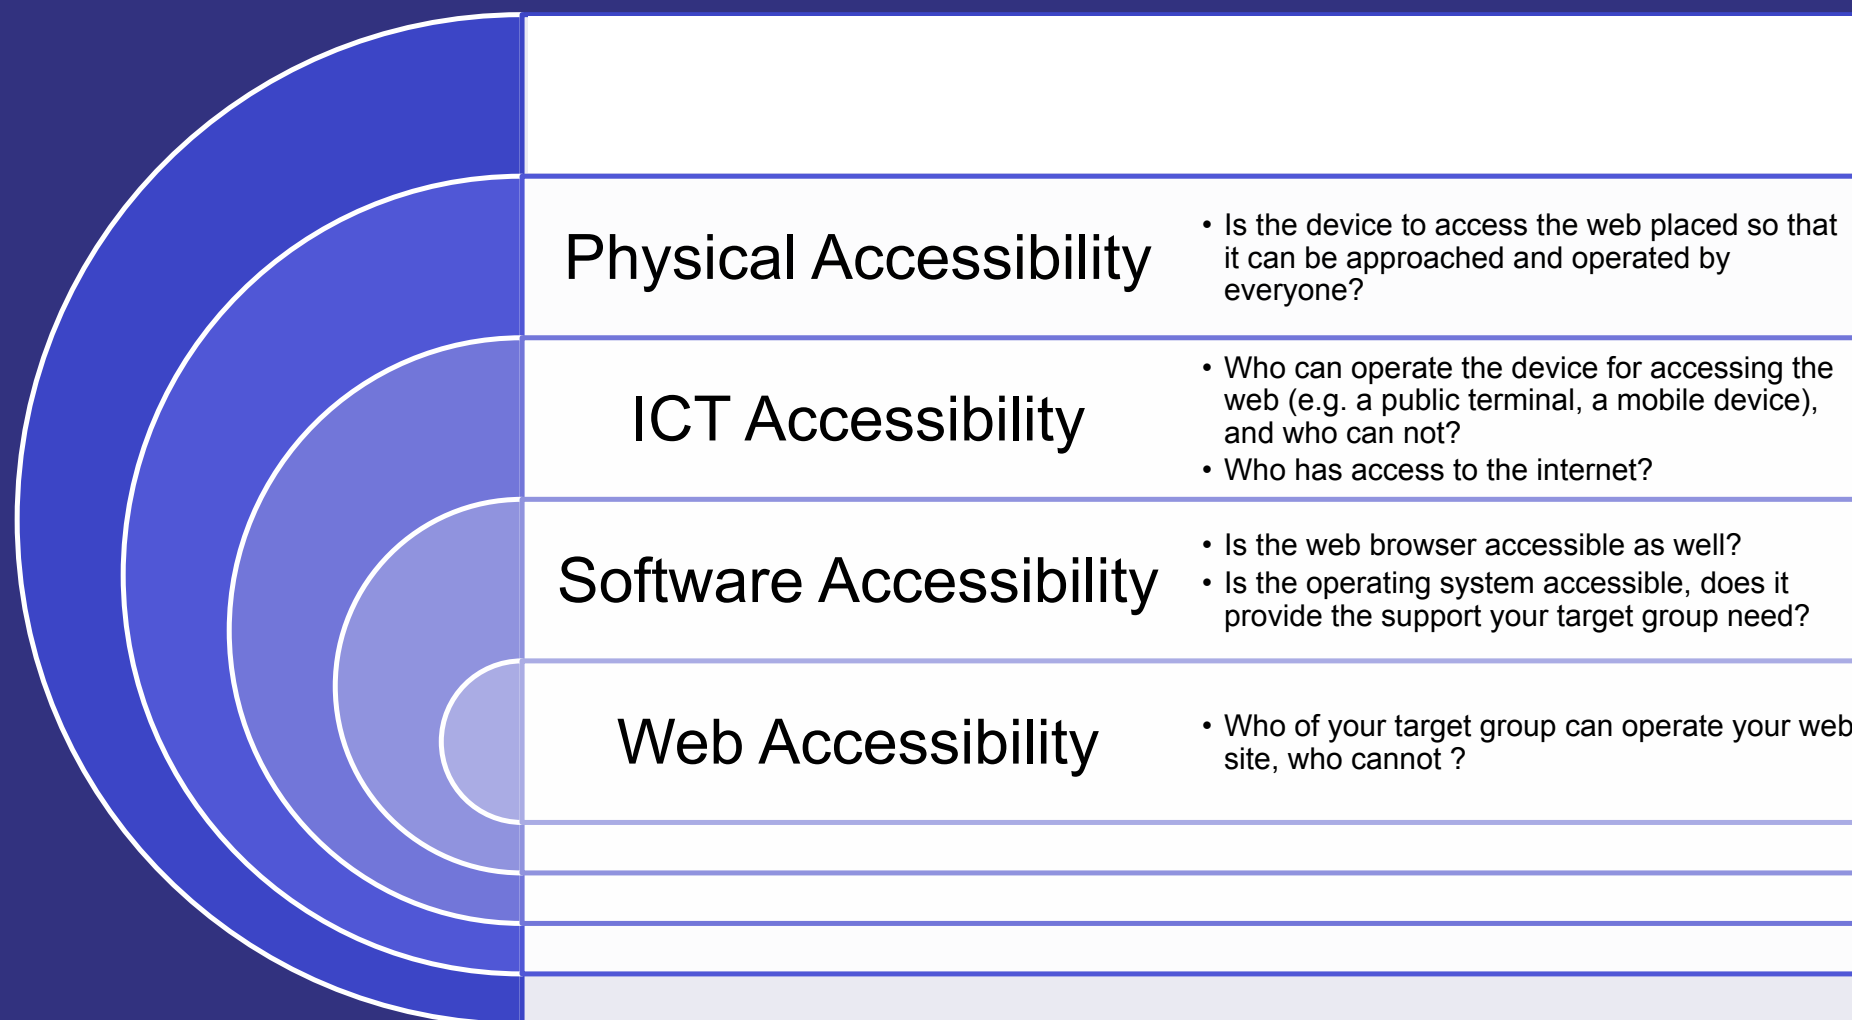 Physical Accessibility
• Is the device to access the web placed so that
it can be approached and operated by
everyone?
ICT Accessibility
• Who can operate the device for accessing the
web (e.g. a public terminal, a mobile device),
and who can not?
• Who has access to the internet?
Software Accessibility
• Is the web browser accessible as well?
• Is the operating system accessible, does it
provide the support your target group need?
Web Accessibility
• Who of your target group can operate your web
site, who cannot ?